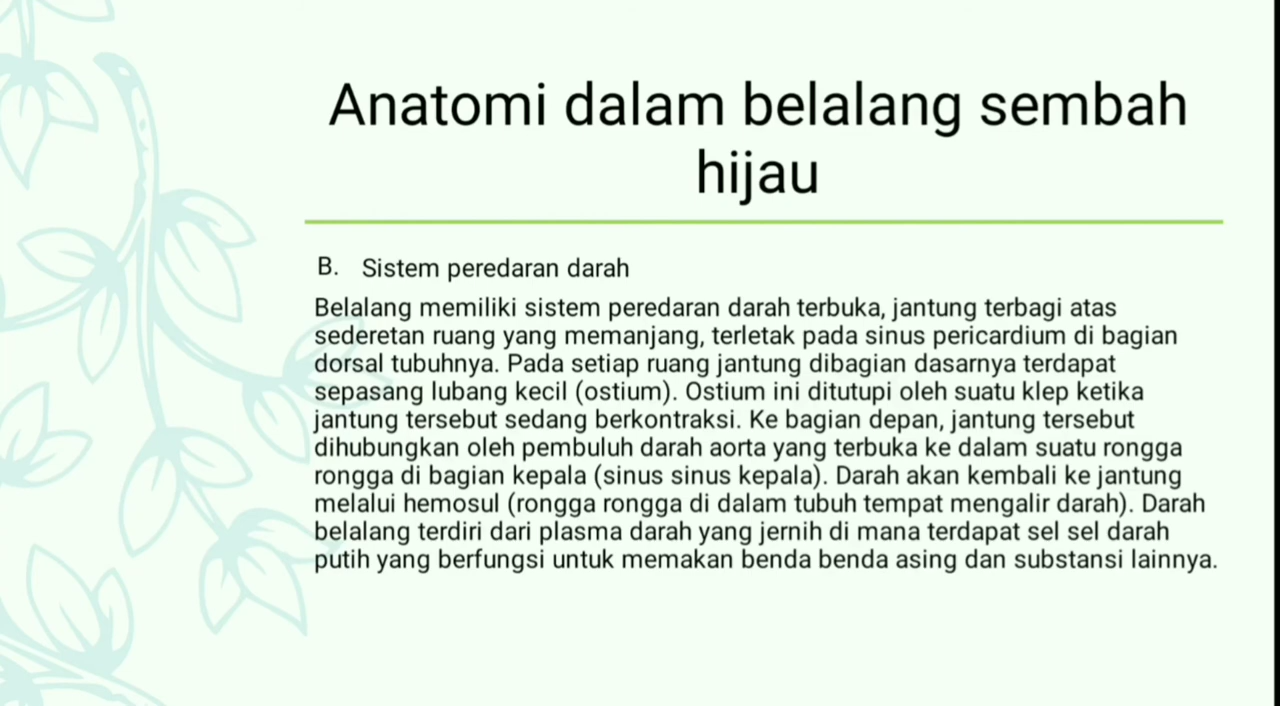 Anatomi dalam belalang sembah
hijau
B. Sistem peredaran darah
Belalang memiliki sistem peredaran darah terbuka, jantung terbagi atas
sederetan ruang yang memanjang, terletak pada sinus pericardium di bagian
dorsal tubuhnya. Pada setiap ruang jantung dibagian dasarnya terdapat
sepasang lubang kecil (ostium). Ostium ini ditutupi oleh suatu klep ketika
jantung tersebut sedang berkontraksi. Ke bagian depan, jantung tersebut
dihubungkan oleh pembuluh darah aorta yang terbuka ke dalam suatu rongga
rongga di bagian kepala (sinus sinus kepala). Darah akan kembali ke jantung
melalui hemosul (rongga rongga di dalam tubuh tempat mengalir darah). Darah
belalang terdiri dari plasma darah yang jernih di mana terdapat sel sel darah
putih yang berfungsi untuk memakan benda benda asing dan substansi lainnya.